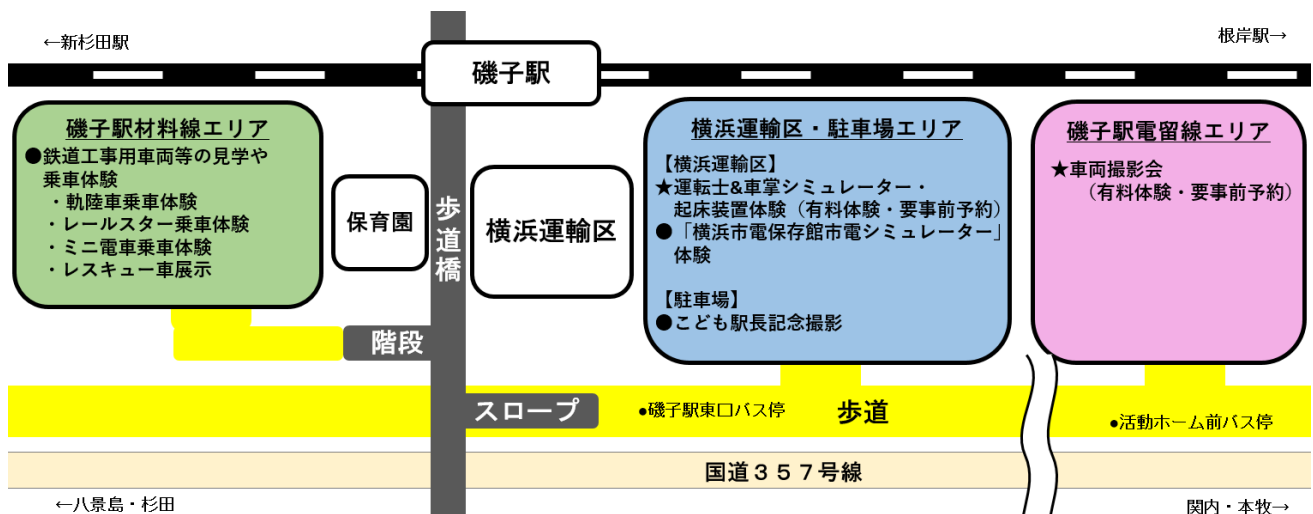 ←新杉田駅
根岸駅→
磯子駅
磯子駅材料線エリア
●鉄道工事用車両等の見学や
乗車体験
・軌陸車乗車体験
・レールスター乗車体験
・ミニ電車乗車体験
・レスキュー車展示
保育園
歩道橋
横浜運輸区
横浜運輸区・駐車場エリア
【横浜運輸区】
★運転士&車掌シミュレーター・
起床装置体験（有料体験・要事前予約）
●「横浜市電保存館市電シミュレーター」
体験
【駐車場】
●こども駅長記念撮影
磯子駅電留線エリア
★車両撮影会
（有料体験・要事前予約）
階段
スロープ
●磯子駅東口バス停
歩道
●活動ホーム前バス停
国道３５７号線
←八景島・杉田
関内・本牧→